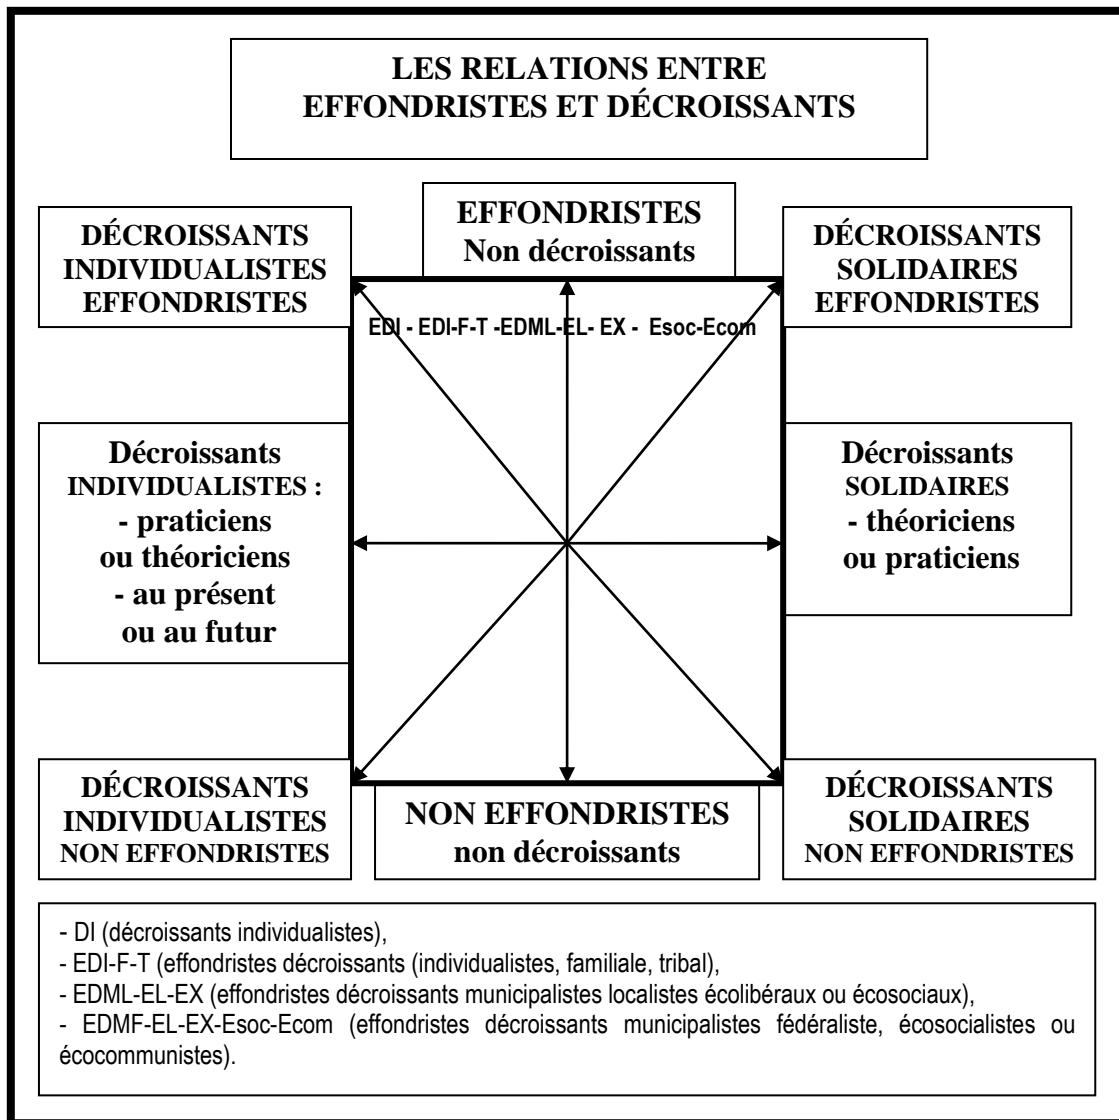 LES RELATIONS ENTRE
EFFONDRISTES ET DÉCROISSANTS
EFFONDRISTES
Non décroissants
DÉCROISSANTS
INDIVIDUALISTES
EFFONDRISTES
DÉCROISSANTS
SOLIDAIRES
EFFONDRISTES
EDI - EDI-F-T -EDML-EL- EX - Esoc-Ecom
Décroissants
INDIVIDUALISTES :
- praticiens
ou théoriciens
- au présent
ou au futur
Décroissants
SOLIDAIRES
- théoriciens
ou praticiens
DÉCROISSANTS
INDIVIDUALISTES
NON EFFONDRISTES
NON EFFONDRISTES
non décroissants
DÉCROISSANTS
SOLIDAIRES
NON EFFONDRISTES
- DI (décroissants individualistes),
- EDI-F-T (effondristes décroissants (individualistes, familiale, tribal),
- EDML-EL-EX (effondristes décroissants municipalistes localistes écolibéraux ou écosociaux),
- EDMF-EL-EX-Esoc-Ecom (effondristes décroissants municipalistes fédéraliste, écosocialistes ou
écocommunistes).